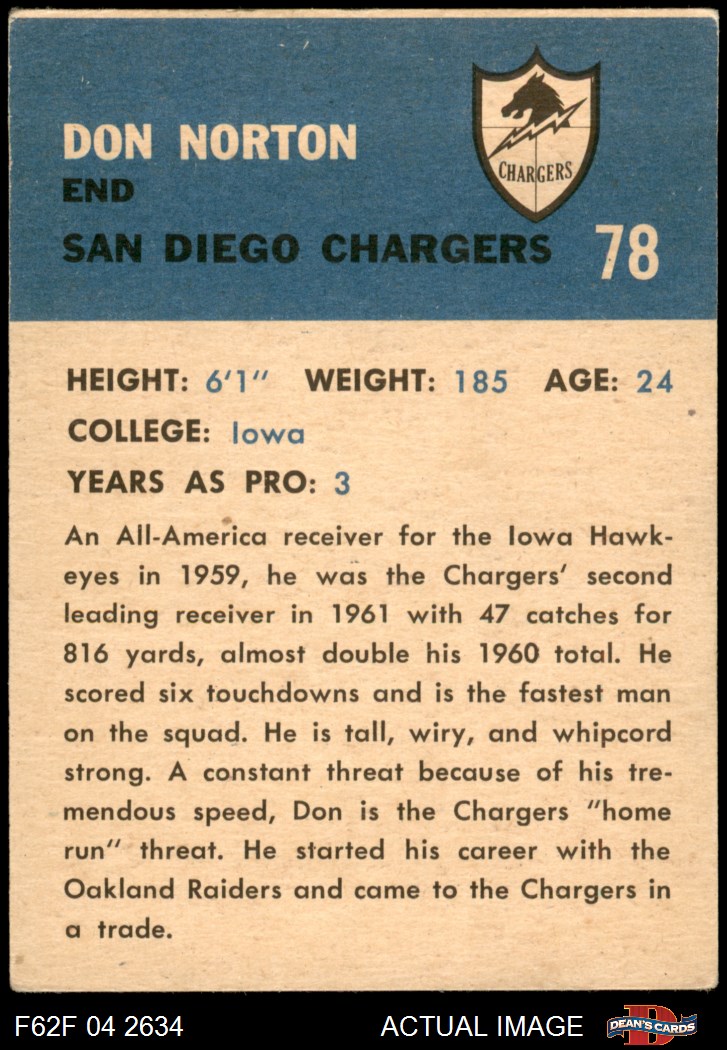 DON NORTON
END
SAN DIEGO CHARGERS
CHARGERS
78
HEIGHT: 6'1" WEIGHT: 185 AGE: 24
COLLEGE: Iowa
YEARS AS PRO: 3
An All-America receiver for the Iowa Hawk-
eyes in 1959, he was the Chargers' second
leading receiver in 1961 with 47 catches for
816 yards, almost double his 1960 total. He
scored six touchdowns and is the fastest man
on the squad. He is tall, wiry, and whipcord
strong. A constant threat because of his tre-
mendous speed, Don is the Chargers "home
run" threat. He started his career with the
Oakland Raiders and came to the Chargers in
a trade.
F62F 04 2634 ACTUAL IMAGE D DEAN'S CARDS